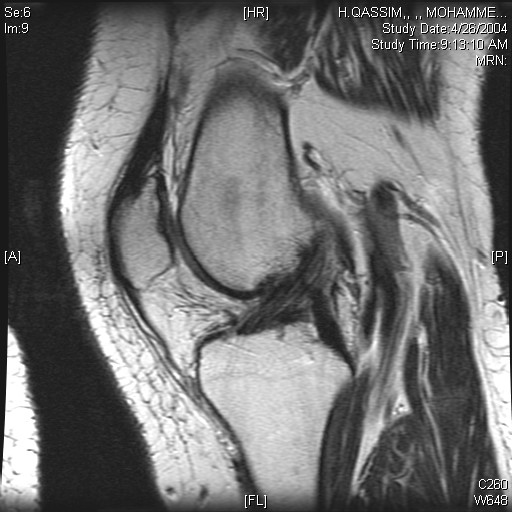 Se:6
Im:9
[HR]
H.QASSIM,, ,, MOHAMME...
Study Date:4/28/2004
Study Time:9:13:10 AM
MRN:
[A]
[P]
[FL]
C260
W648